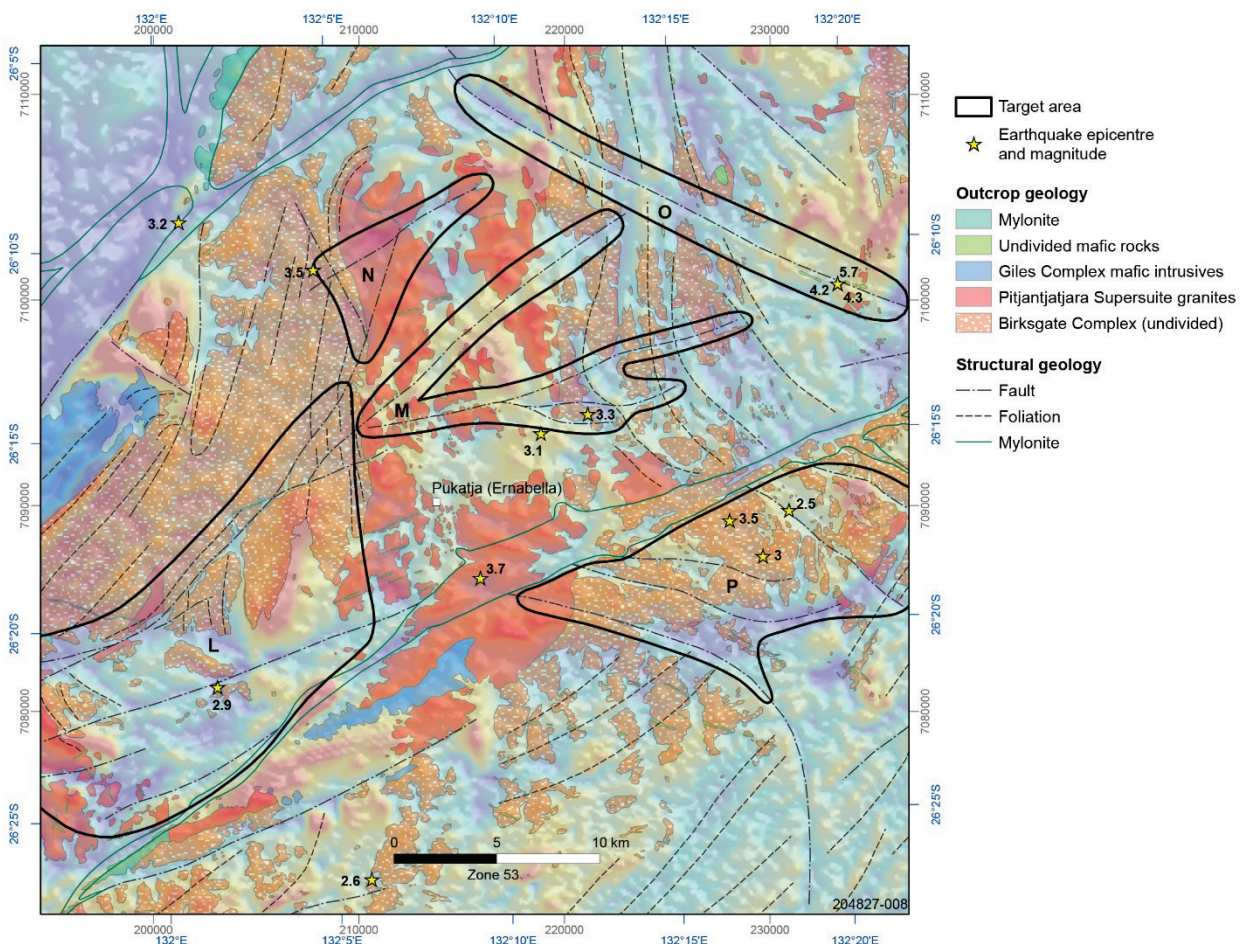 132°E
132°5'E
132°10'E
132°15'E
132°20'E
200000
210000
220000
230000
26°5'S
7110000
7110000
3.2
3.5
N
O
26°10'S
26°10'S
5.7
4.2
4.3
7100000
7100000
M
3.3
3.1
26°15'S
26°15'S
Pukatja (Ernabella)
7090000
7090000
2.5
3.5
3
3.7
P
26°20'S
26°20'S
L
2.9
7080000
7080000
26°25'S
26°25'S
0
5
10 km
Zone 53
2.6
204827-008
200000
210000
220000
230000
132°E
132°5'E
132°10'E
132°15'E
132°20'E
Target area
Earthquake epicentre
and magnitude
Outcrop geology
Mylonite
Undivided mafic rocks
Giles Complex mafic intrusives
Pitjantjatjara Supersuite granites
Birksgate Complex (undivided)
Structural geology
Fault
Foliation
Mylonite